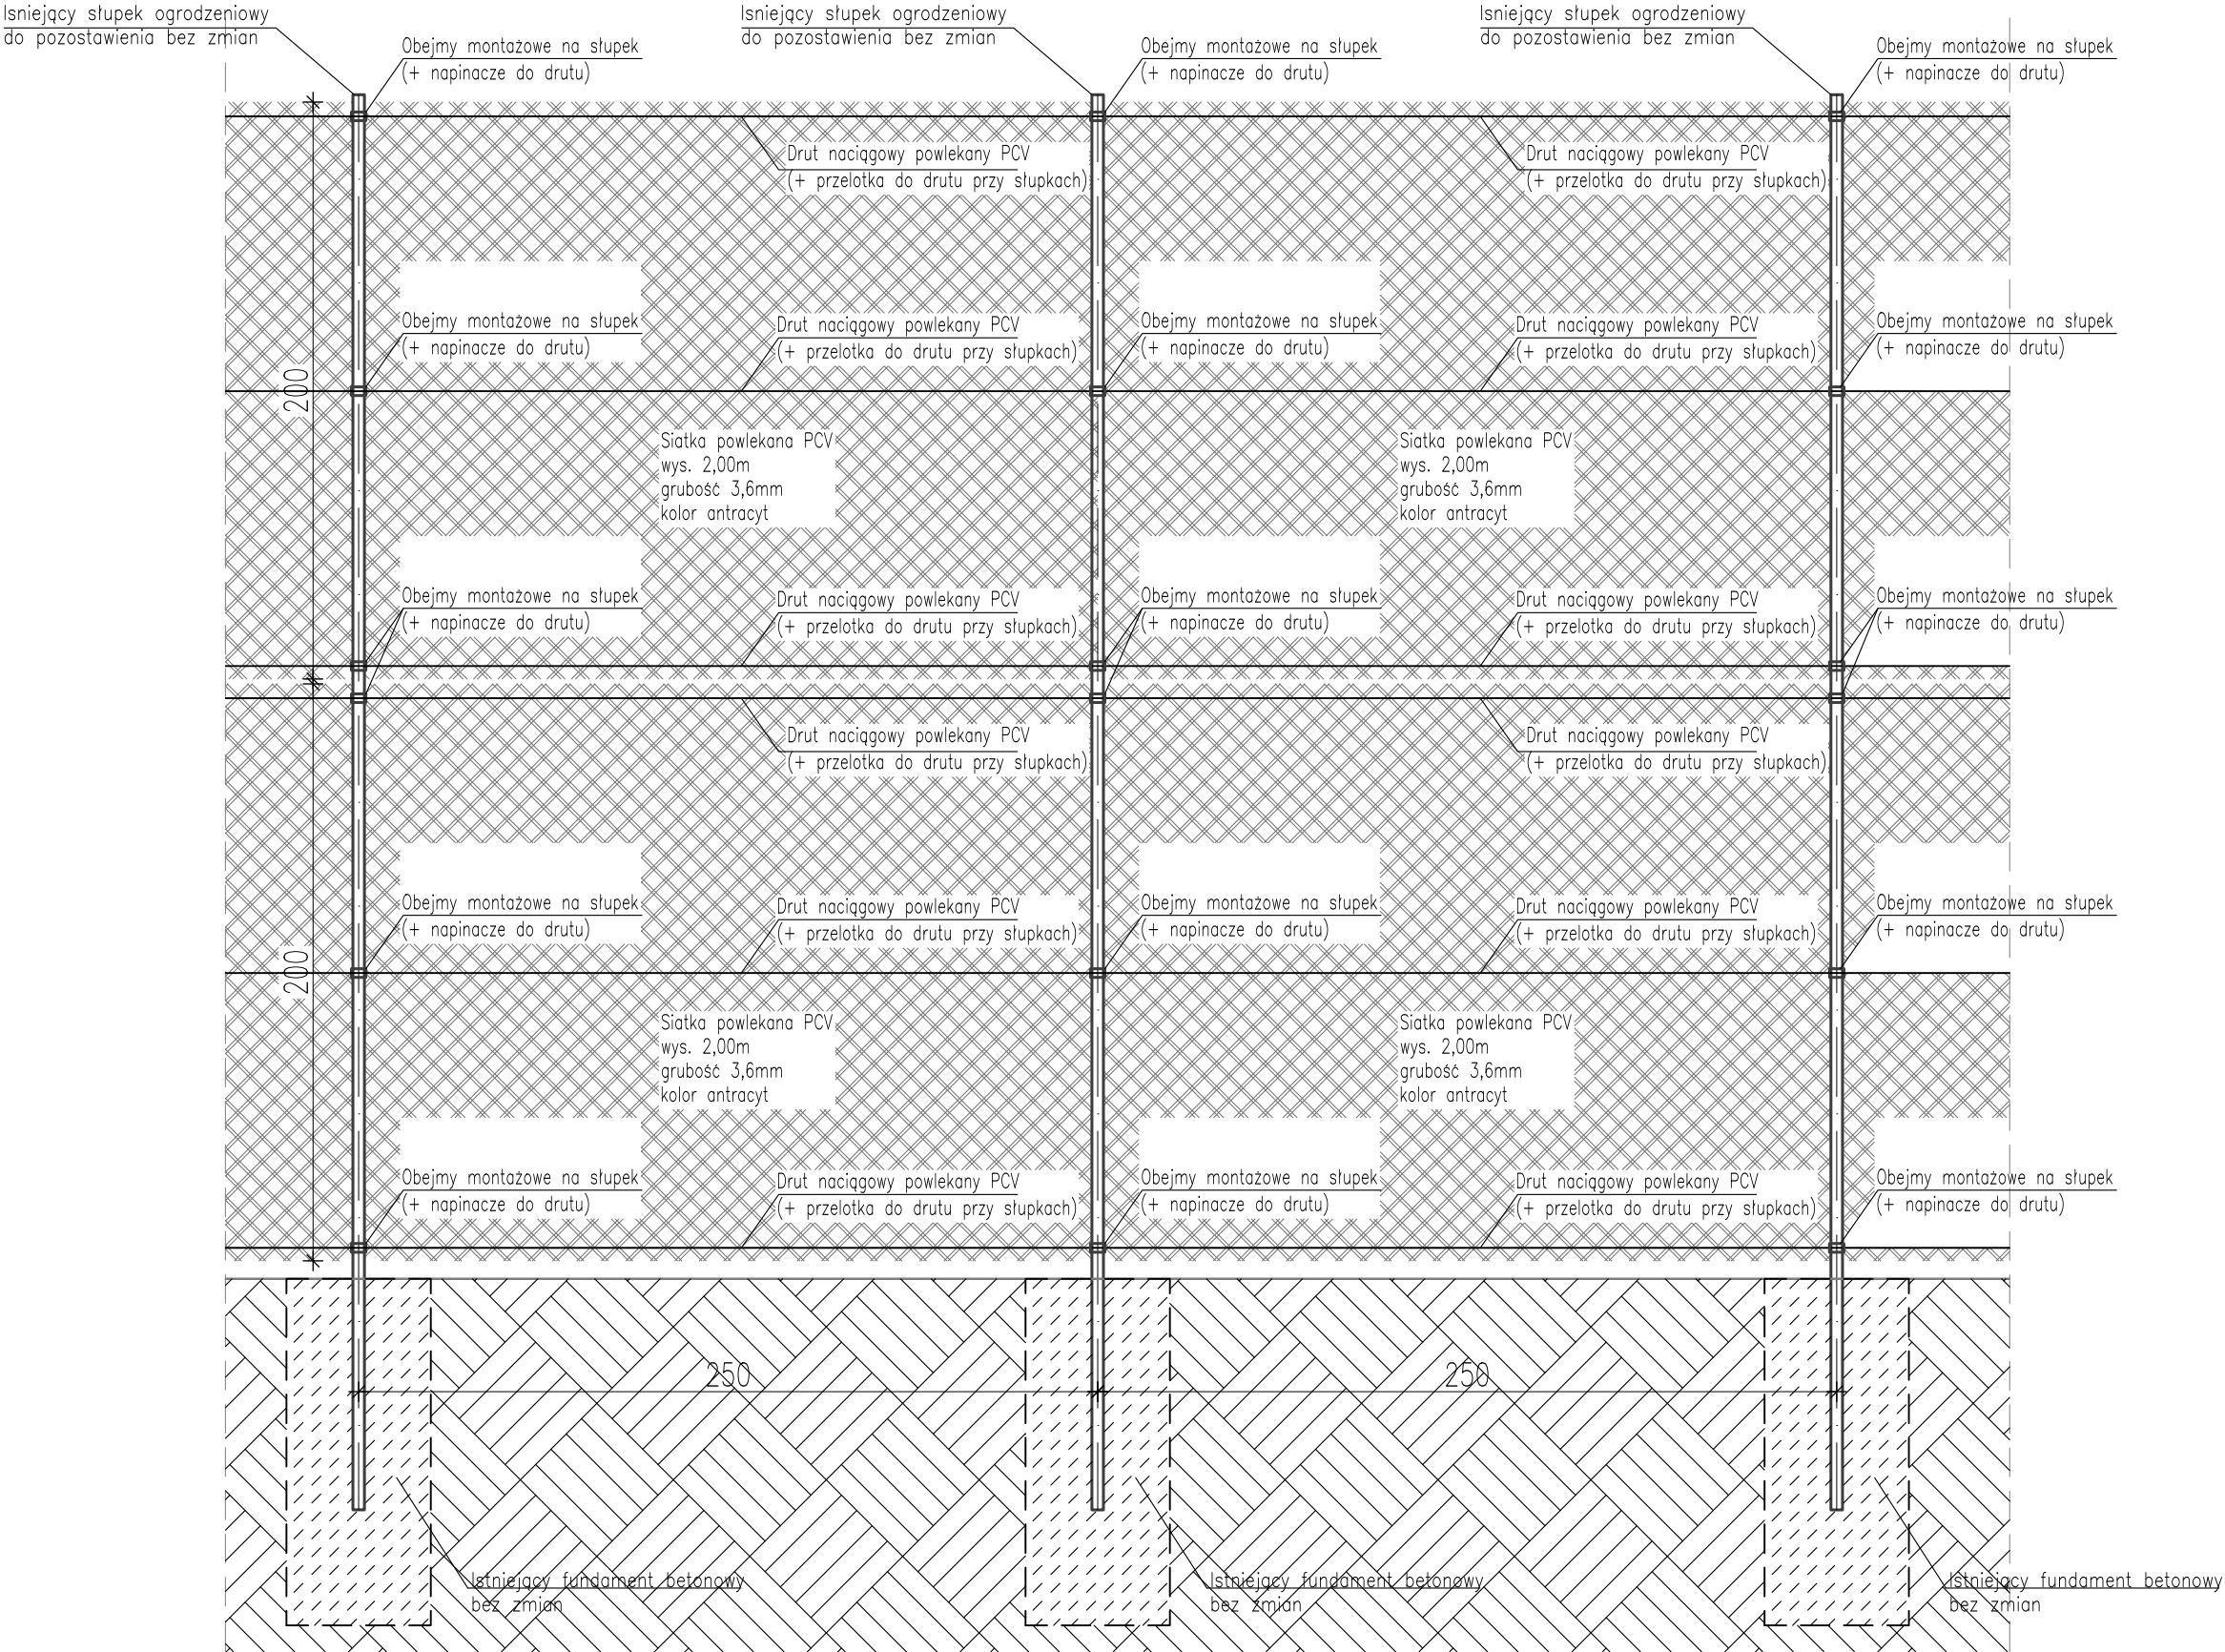 Isniejący słupek ogrodzeniowy
do pozostawienia bez zmian
Isniejący słupek ogrodzeniowy
do pozostawienia bez zmian
Isniejący słupek ogrodzeniowy
do pozostawienia bez zmian
Obejmy montażowe na słupek
(+ napinacze do drutu)
Obejmy montażowe na słupek
(+ napinacze do drutu)
Obejmy montażowe na słupek
(+ napinacze do drutu)
Drut naciągowy powlekany PCV
(+ przelotka do drutu przy słupkach)
Drut naciągowy powlekany PCV
(+ przelotka do drutu przy słupkach)
Obejmy montażowe na słupek
(+ napinacze do drutu)
Drut naciągowy powlekany PCV
(+ przelotka do drutu przy słupkach)
Obejmy montażowe na słupek
(+ napinacze do drutu)
Drut naciągowy powlekany PCV
(+ przelotka do drutu przy słupkach)
Obejmy montażowe na słupek
(+ napinacze do drutu)
200
Siatka powlekana PCV
wys. 2,00m
grubość 3,6mm
kolor antracyt
Siatka powlekana PCV
wys. 2,00m
grubość 3,6mm
kolor antracyt
Obejmy montażowe na słupek
(+ napinacze do drutu)
Drut naciągowy powlekany PCV
(+ przelotka do drutu przy słupkach)
Obejmy montażowe na słupek
(+ napinacze do drutu)
Drut naciągowy powlekany PCV
(+ przelotka do drutu przy słupkach)
Obejmy montażowe na słupek
(+ napinacze do drutu)
Drut naciągowy powlekany PCV
(+ przelotka do drutu przy słupkach)
Drut naciągowy powlekany PCV
(+ przelotka do drutu przy słupkach)
Obejmy montażowe na słupek
(+ napinacze do drutu)
Drut naciągowy powlekany PCV
(+ przelotka do drutu przy słupkach)
Obejmy montażowe na słupek
(+ napinacze do drutu)
Drut naciągowy powlekany PCV
(+ przelotka do drutu przy słupkach)
Obejmy montażowe na słupek
(+ napinacze do drutu)
200
Siatka powlekana PCV
wys. 2,00m
grubość 3,6mm
kolor antracyt
Siatka powlekana PCV
wys. 2,00m
grubość 3,6mm
kolor antracyt
Obejmy montażowe na słupek
(+ napinacze do drutu)
Drut naciągowy powlekany PCV
(+ przelotka do drutu przy słupkach)
Obejmy montażowe na słupek
(+ napinacze do drutu)
Drut naciągowy powlekany PCV
(+ przelotka do drutu przy słupkach)
Obejmy montażowe na słupek
(+ napinacze do drutu)
250
250
Istniejący fundament betonowy
bez zmian
Istniejący fundament betonowy
bez zmian
Istniejący fundament betonowy
bez zmian